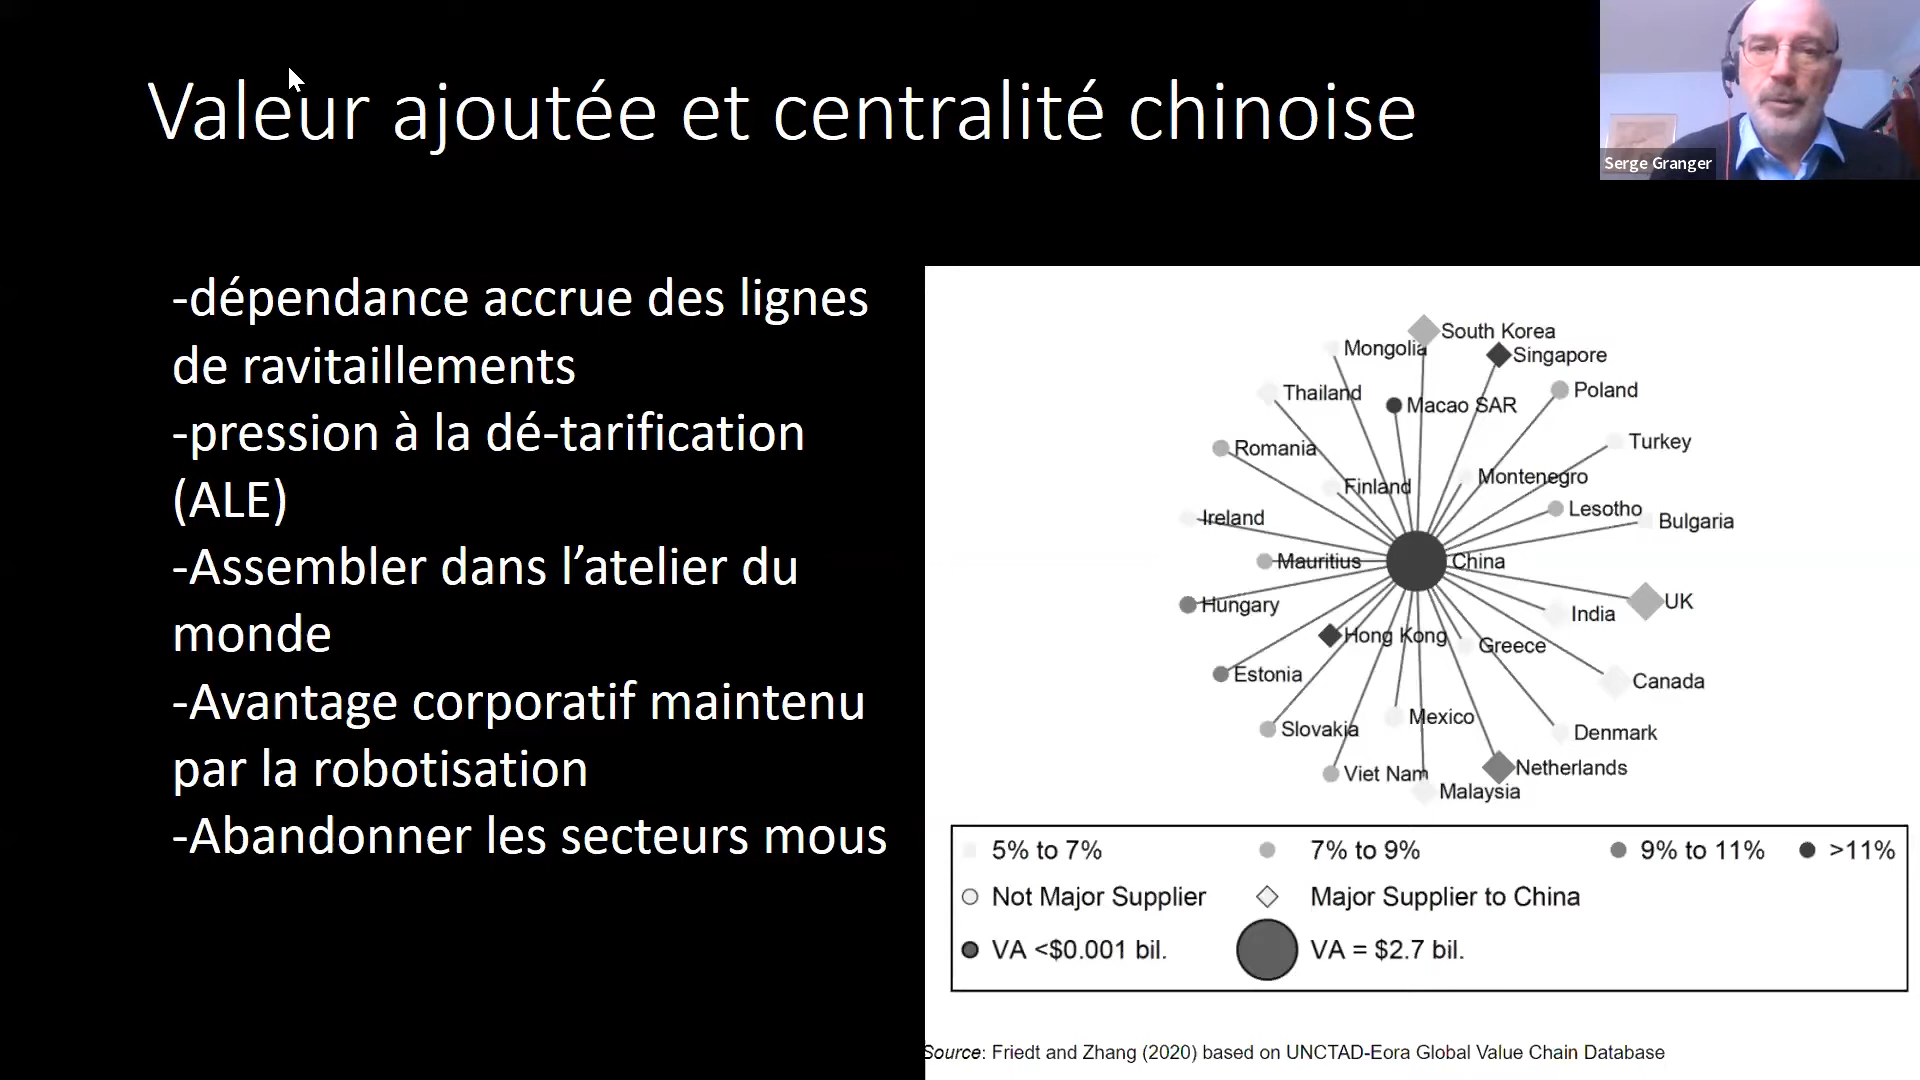 Valeur ajoutée et centralité chinoise
Serge Granger
-dépendance accrue des lignes
de ravitaillements
-pression à la dé-tarification
(ALE)
-Assembler dans l’atelier du
monde
-Avantage corporatif maintenu
par la robotisation
-Abandonner les secteurs mous
South Korea
Mongolia
Singapore
Thailand
Poland
Macao SAR
Turkey
Romania
Montenegro
Finland
Lesotho
Ireland
Bulgaria
Mauritius
China
Hungary
UK
India
Hong Kong
Greece
Estonia
Canada
Mexico
Slovakia
Denmark
Netherlands
Viet Nam
Malaysia
5% to 7% 7% to 9% 9% to 11% >11%
Not Major Supplier Major Supplier to China
VA <$0.001 bil. VA = $2.7 bil.
Source: Friedt and Zhang (2020) based on UNCTAD-Eora Global Value Chain Database